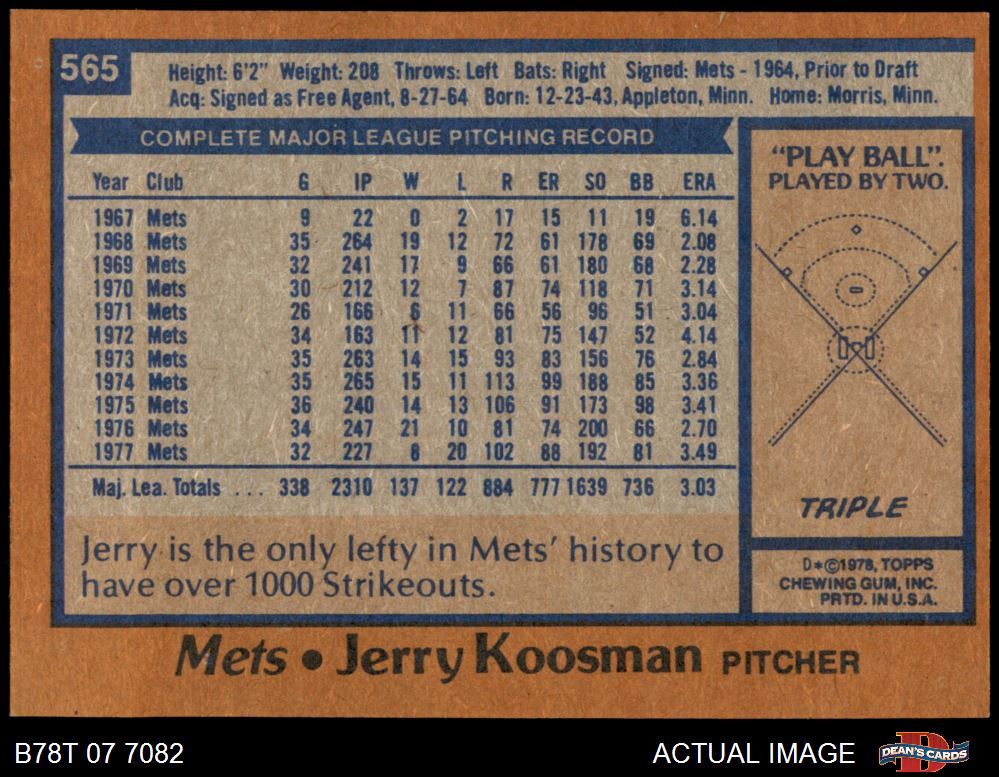 565
Height: 6'2" Weight: 208 Throws: Left Bats: Right Signed: Mets - 1964, Prior to Draft
Acq: Signed as Free Agent, 8-27-64 Born: 12-23-43, Appleton, Minn. Home: Morris, Minn.
COMPLETE MAJOR LEAGUE PITCHING RECORD
Year Club G IP W L R ER SO BB ERA
1967 Mets 9 22 0 2 17 15 11 19 6.14
1968 Mets 35 264 19 12 72 61 178 69 2.08
1969 Mets 32 241 17 9 66 61 180 68 2.28
1970 Mets 30 212 12 7 87 74 118 71 3.14
1971 Mets 26 166 6 11 66 56 96 51 3.04
1972 Mets 34 163 11 12 81 75 147 52 4.14
1973 Mets 35 263 14 15 93 83 156 76 2.84
1974 Mets 35 265 15 11 113 99 188 85 3.36
1975 Mets 36 240 14 13 106 91 173 98 3.41
1976 Mets 34 247 21 10 81 74 200 66 2.70
1977 Mets 32 227 8 20 102 88 192 81 3.49
Maj. Lea. Totals ... 338 2310 137 122 884 777 1639 736 3.03
Jerry is the only lefty in Mets' history to
have over 1000 Strikeouts.
"PLAY BALL".
PLAYED BY TWO.
TRIPLE
D*©1978, TOPPS
CHEWING GUM, INC.
PRTD. IN U.S.A.
Mets • Jerry Koosman PITCHER
B78T 07 7082
ACTUAL IMAGE
D
DEAN'S CARDS